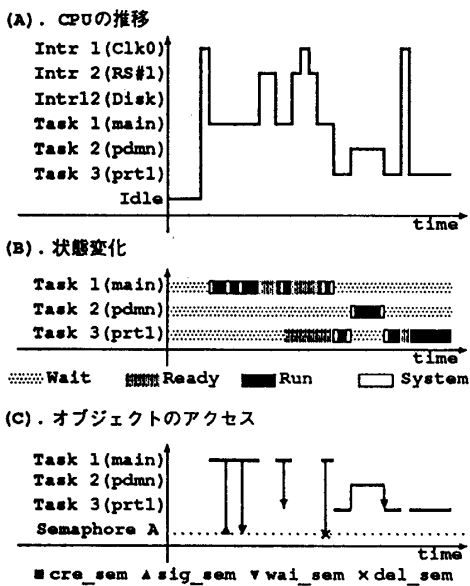 (A). CPUの推移
Intr 1(Clk0)
Intr 2(RS#1)
Intr12(Disk)
Task 1(main)
Task 2(pdmn)
Task 3(prt1)
Idle
time
(B). 状態変化
Task 1(main)
Task 2(pdmn)
Task 3(prt1)
time
Wait Ready Run System
(C). オブジェクトのアクセス
Task 1(main)
Task 2(pdmn)
Task 3(prt1)
Semaphore A
time
■cre_sem ▲sig_sem ▼wai_sem ×del_sem